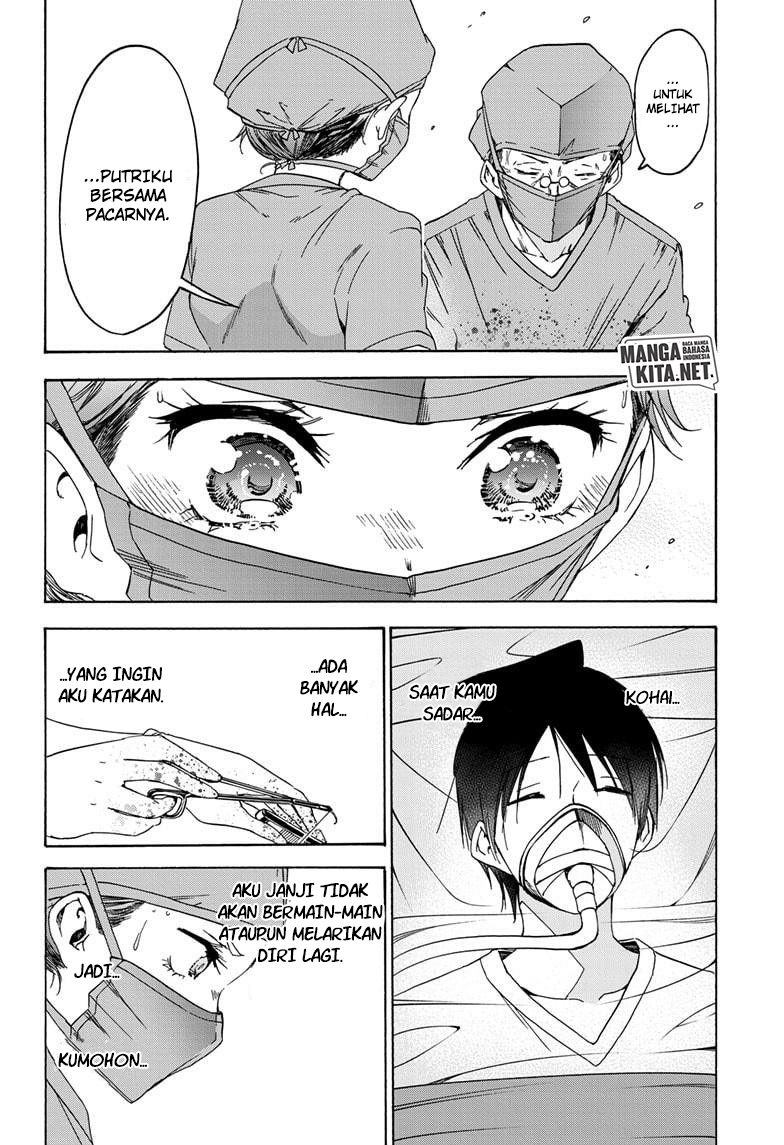 ...
UNTUK
MELIHAT
...
...PUTRIKU
BERSAMA
PACARNYA.
MANGA
KITA.NET.
BACA MANGA
BAHASA
INDONESIA
KOHAI...
SAAT KAMU
SADAR...
...ADA
BANYAK
HAL...
...YANG INGIN
AKU KATAKAN.
AKU JANJI TIDAK
AKAN BERMAIN-MAIN
ATAUPUN MELARIKAN
DIRI LAGI.
JADI...
KUMOHON...